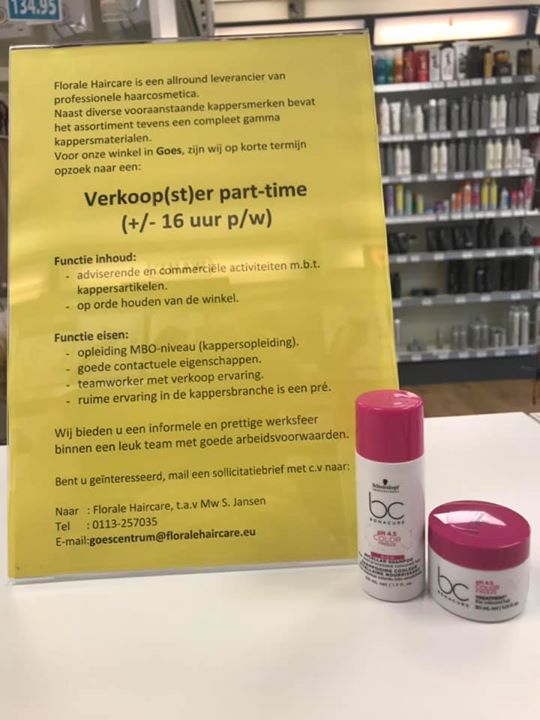 134.95
Florale Haircare is een allround leverancier van
professionele haarcosmetica.
Naast diverse vooraanstaande kappersmerken bevat
het assortiment tevens een compleet gamma
kappersmaterialen.
Voor onze winkel in Goes, zijn wij op korte termijn
opzoek naar een:
Verkoop(st)er part-time
(+/- 16 uur p/w)
Functie inhoud:
- adviserende en commerciële activiteiten m.b.t.
kappersartikelen.
- op orde houden van de winkel.
Functie eisen:
- opleiding MBO-niveau (kappersopleiding).
- goede contactuele eigenschappen.
- teamworker met verkoop ervaring.
- ruime ervaring in de kappersbranche is een pré.
Wij bieden u een informele en prettige werksfeer
binnen een leuk team met goede arbeidsvoorwaarden.
Bent u geïnteresseerd, mail een sollicitatiebrief met c.v naar:
Naar : Florale Haircare, t.a.v Mw S. Jansen
Tel : 0113-257035
E-mail:goescentrum@floralehaircare.eu
Schwarzkopf
bc
BONACURE
pH 4.5
COLOR
FREEZE
MICELLAR SHAMPOO
bc
BONACURE
pH 4.5
COLOR
FREEZE
TREATMENT